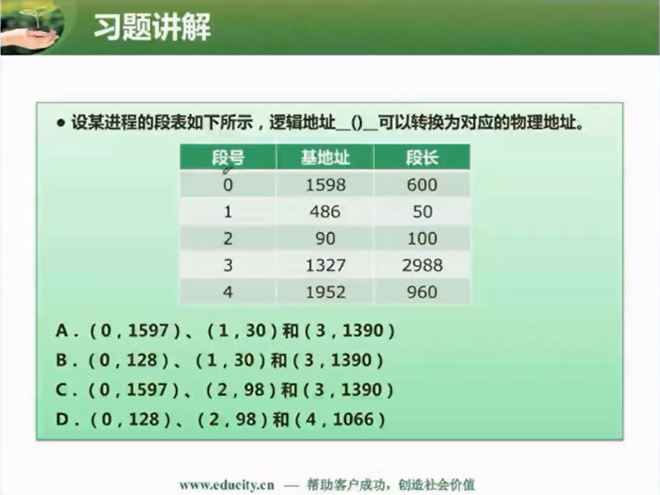 习题讲解
● 设某进程的段表如下所示，逻辑地址__()__可以转换为对应的物理地址。
段号 基地址 段长
0 1598 600
1 486 50
2 90 100
3 1327 2988
4 1952 960
A．（0，1597）、（1，30）和（3，1390）
B．（0，128）、（1，30）和（3，1390）
C．（0，1597）、（2，98）和（3，1390）
D．（0，128）、（2，98）和（4，1066）
www.educity.cn — 帮助客户成功，创造社会价值